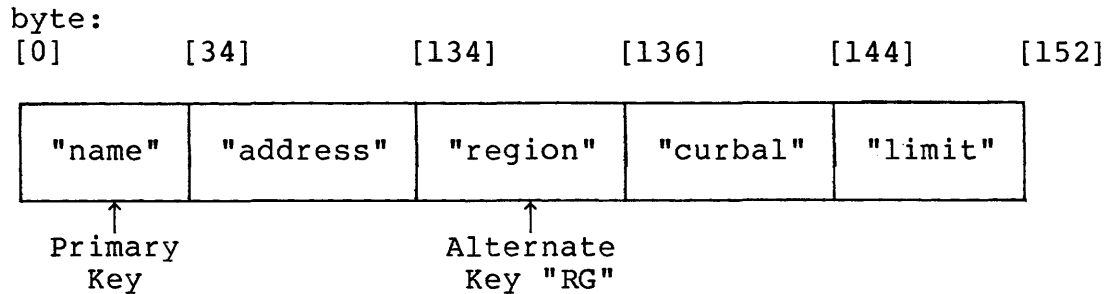 byte:
[0] [34] [134] [136] [144] [152]
"name" "address" "region" "curbal" "limit"
Primary Alternate
Key Key "RG"